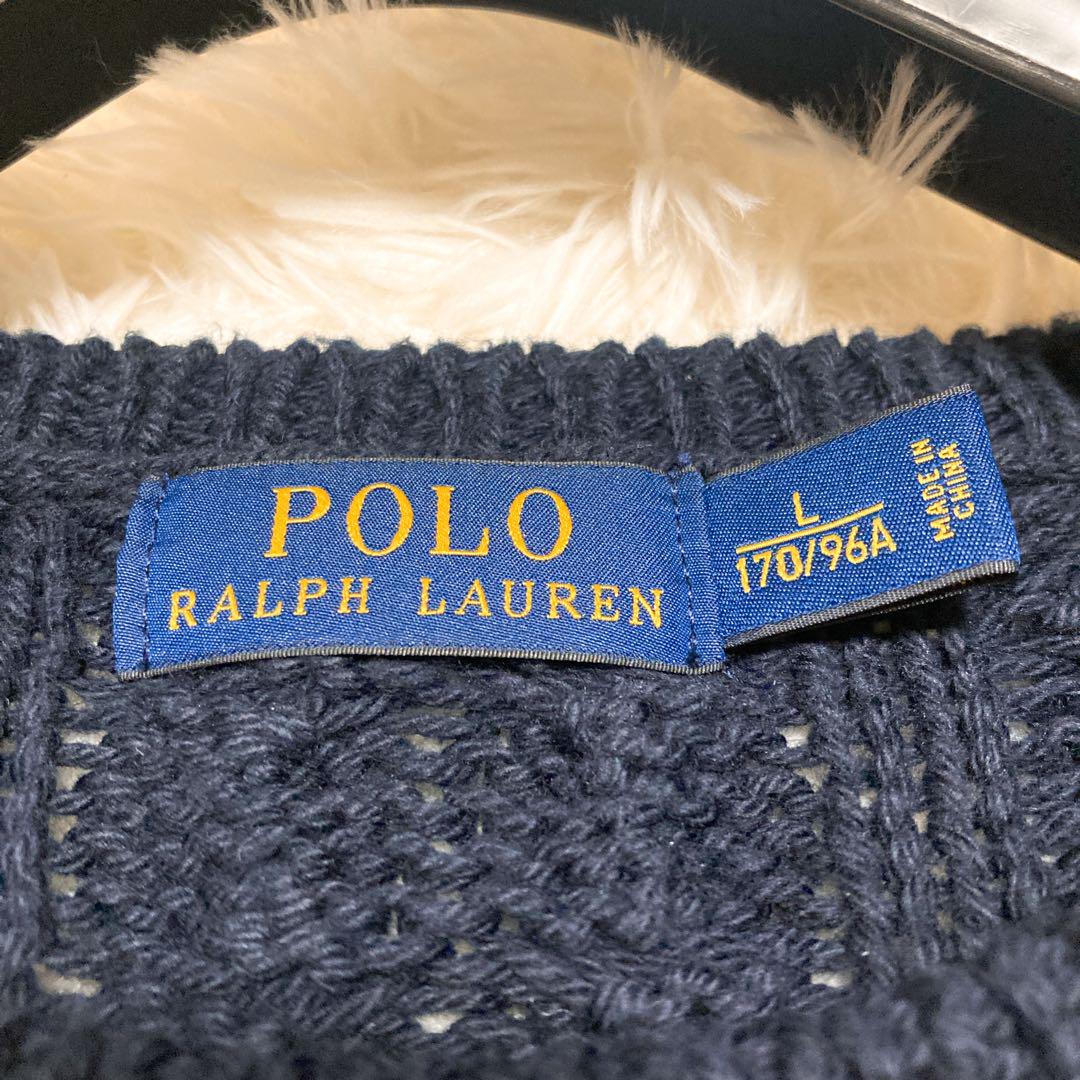 POLO
RALPH LAUREN
L
170/96A
MADE IN
CHINA